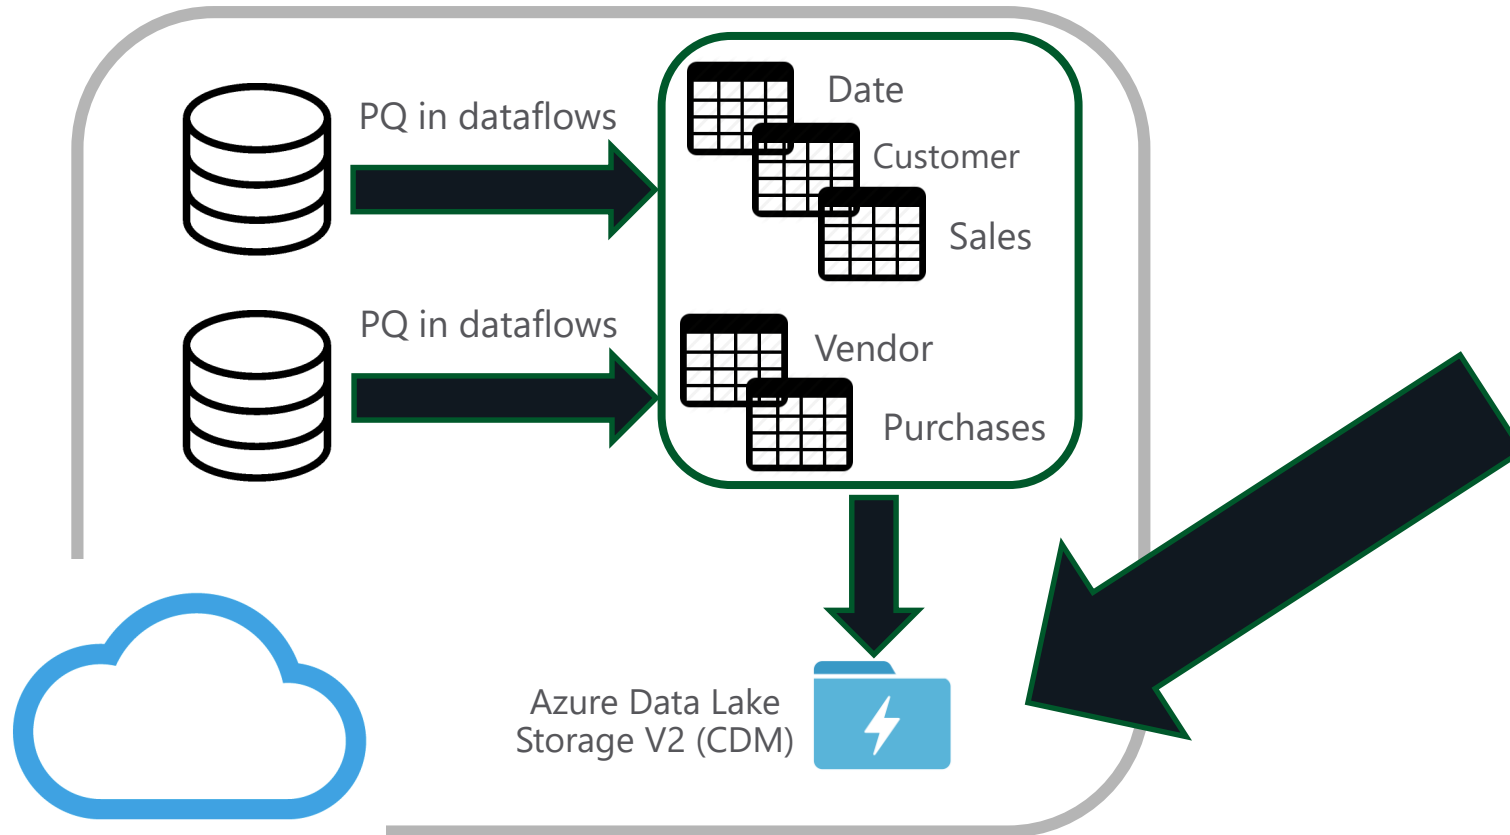 PQ in dataflows
Date
Customer
Sales
PQ in dataflows
Vendor
Purchases
Azure Data Lake
Storage V2 (CDM)